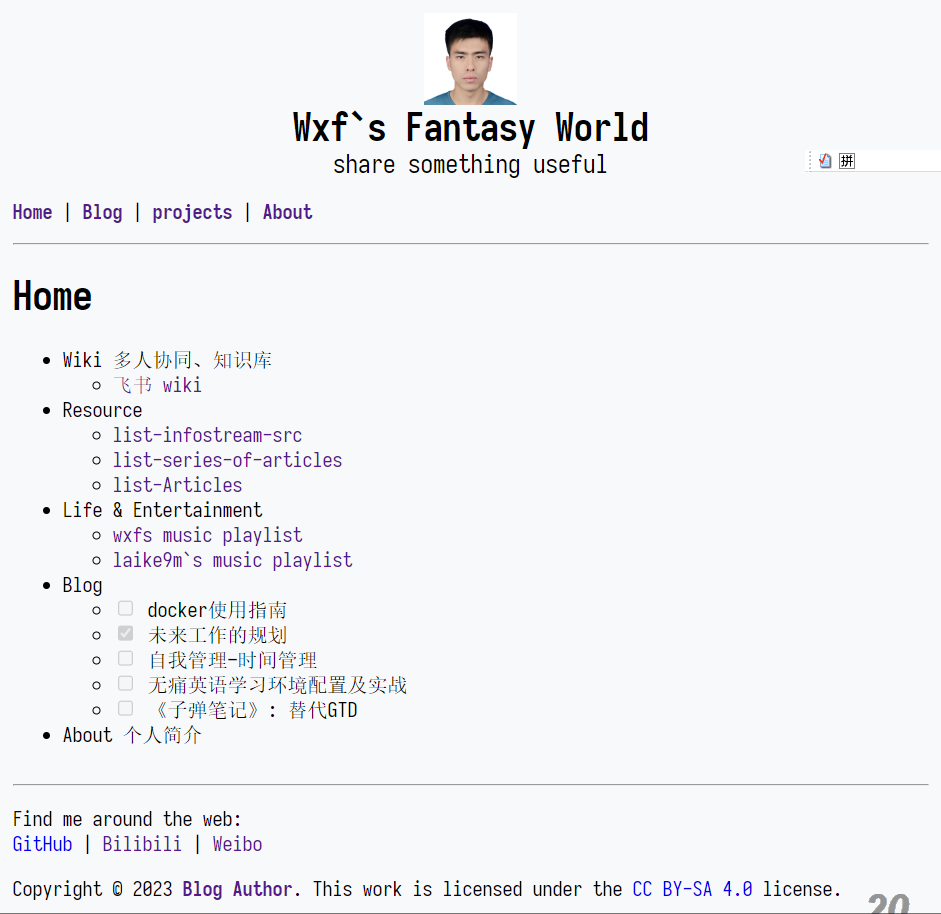 Wxf`s Fantasy World
share something useful
拼
Home | Blog | projects | About
Home
Wiki 多人协同、知识库
飞书 wiki
Resource
list-infostream-src
list-series-of-articles
list-Articles
Life & Entertainment
wxfs music playlist
laike9m`s music playlist
Blog
docker使用指南
未来工作的规划
自我管理-时间管理
无痛英语学习环境配置及实战
《子弹笔记》: 替代GTD
About 个人简介
Find me around the web:
GitHub | Bilibili | Weibo
Copyright © 2023 Blog Author. This work is licensed under the CC BY-SA 4.0 license.
20